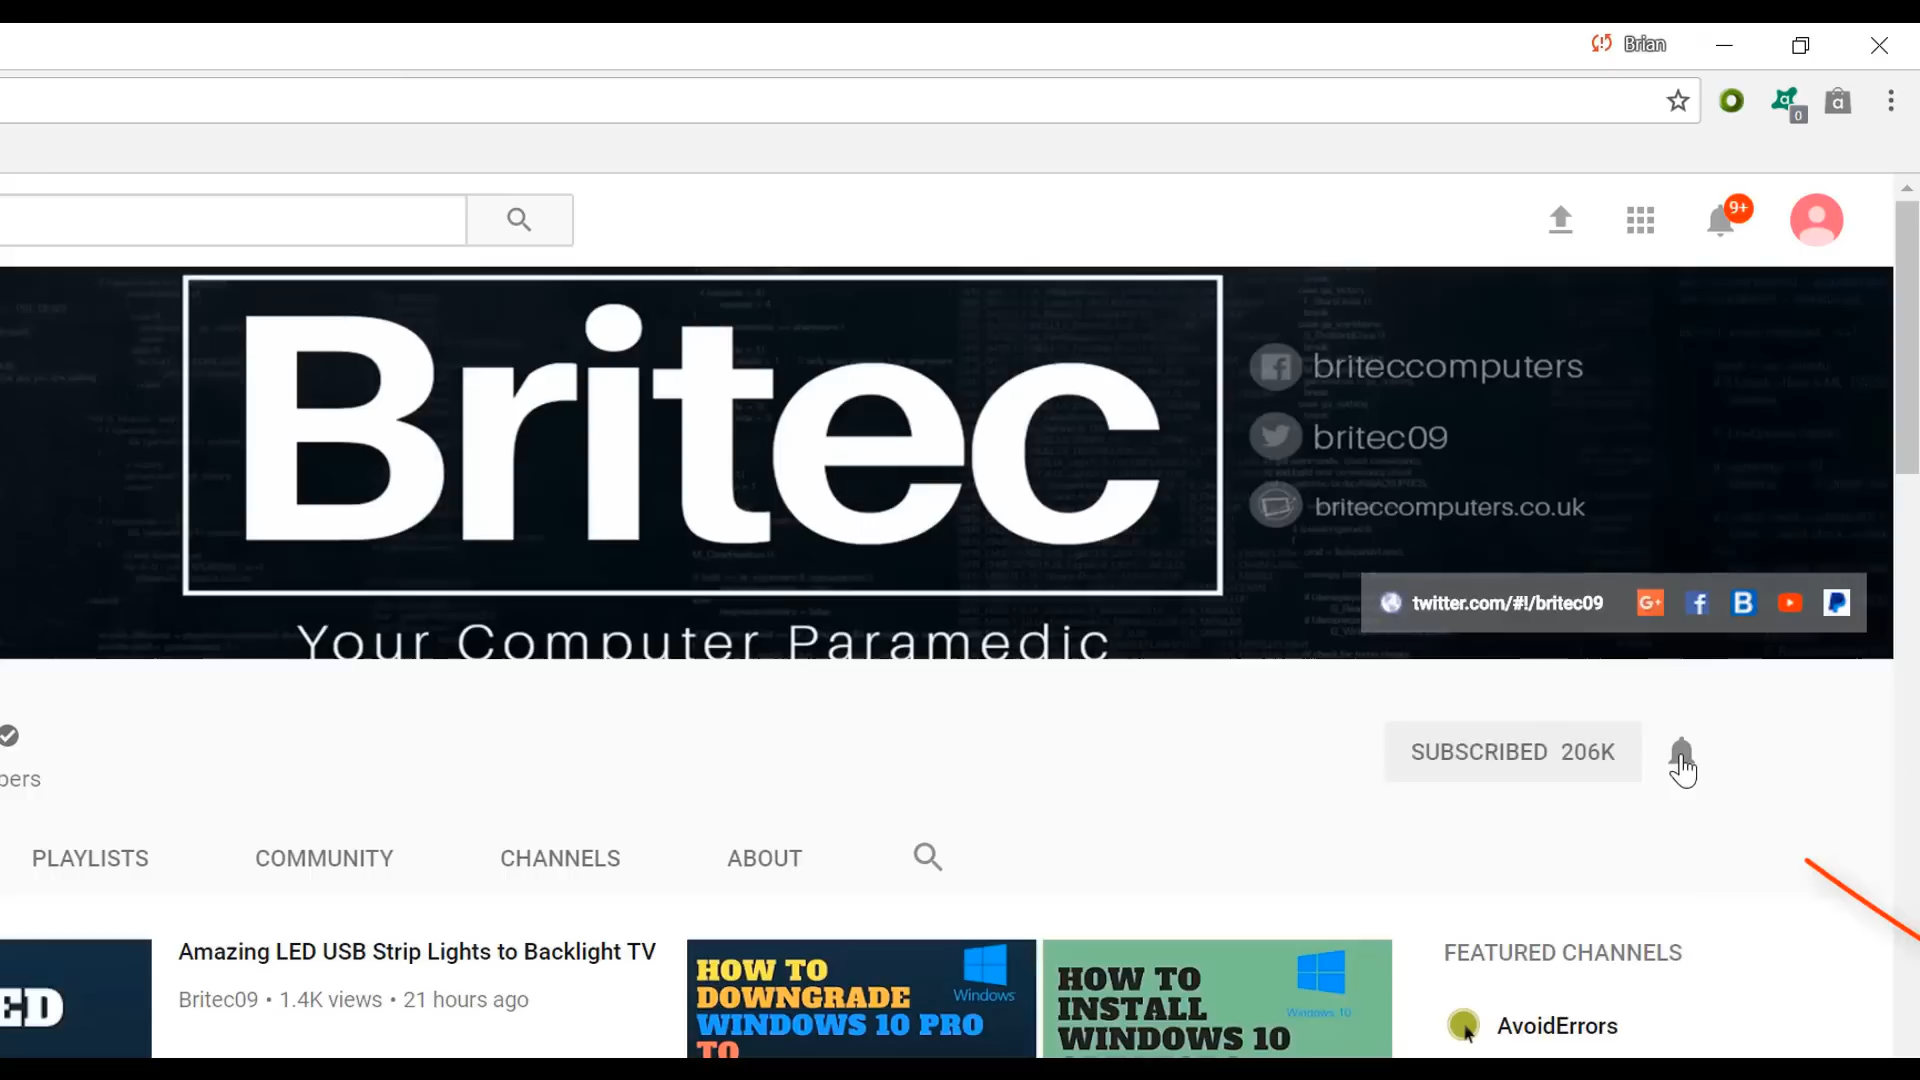 Brian
0
9+
Britec
Your Computer Paramedic
briteccomputers
britec09
briteccomputers.co.uk
twitter.com/#!/britec09
SUBSCRIBED 206K
bers
PLAYLISTS COMMUNITY CHANNELS ABOUT
ED
Amazing LED USB Strip Lights to Backlight TV
Britec09 • 1.4K views • 21 hours ago
HOW TO
DOWNGRADE
WINDOWS 10 PRO
TO
Windows
HOW TO
INSTALL
WINDOWS 10
Windows 10
FEATURED CHANNELS
AvoidErrors